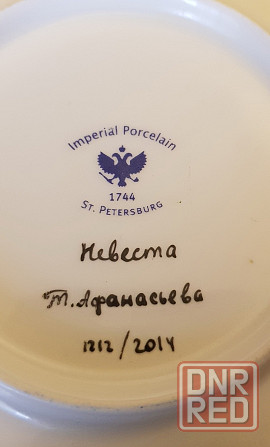 Imperial Porcelain
1744
St. Petersburg
Невеста
Т. Афанасьева
1212/2014
DNR
RED